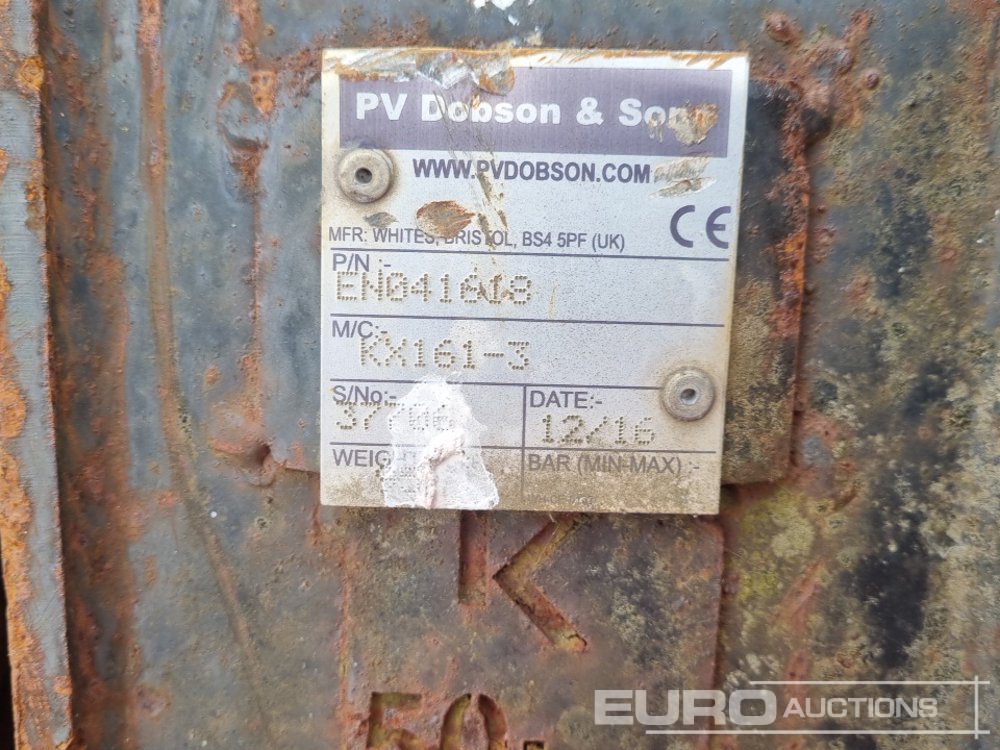 PV Dobson & Sons
WWW.PVDOBSON.COM
CE
MFR: WHITES, BRISTOL, BS4 5PF (UK)
P/N :-
M/C:-
KX161-3
S/No:-
DATE:-
12/16
BAR (MIN-MAX) :-
K
50
EURO AUCTIONS